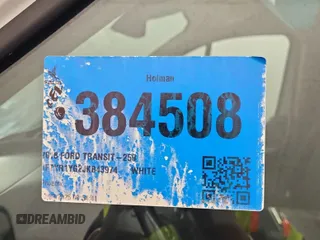 Holman
384508
FORD TRANSIT-250
WHITE
DREAMBID